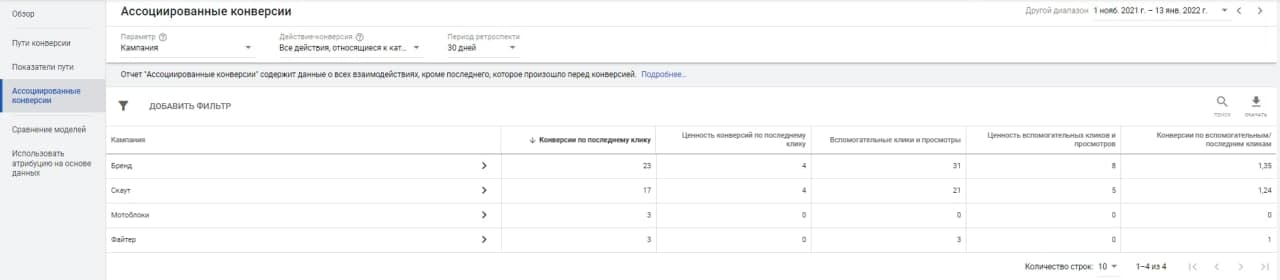 Обзор
Пути конверсии
Показатели пути
Ассоциированные
конверсии
Сравнение моделей
Использовать
атрибуцию на основе
данных
Ассоциированные конверсии
Другой диапазон 1 нояб. 2021 г. – 13 янв. 2022 г.
Параметр Действие-конверсия Период ретроспекти
Кампания Все действия, относящиеся к кат... 30 дней
Отчет "Ассоциированные конверсии" содержит данные о всех взаимодействиях, кроме последнего, которое произошло перед конверсией. Подробнее...
ДОБАВИТЬ ФИЛЬТР
ПОИСК СКАЧАТЬ
Кампания Конверсии по последнему клику Ценность конверсий по последнему
клику Вспомогательные клики и просмотры Ценность вспомогательных кликов и
просмотров Конверсии по вспомогательным/
последним кликам
Бренд 23 4 31 8 1,35
Скаут 17 4 21 5 1,24
Мотоблоки 3 0 0 0 0
Файтер 3 0 3 0 1
Количество строк: 10 1–4 из 4